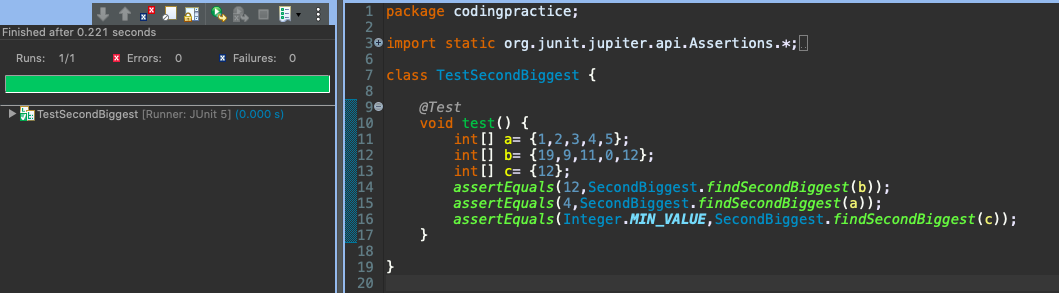 Finished after 0.221 seconds
Runs: 1/1 Errors: 0 Failures: 0
TestSecondBiggest [Runner: JUnit 5] (0.000 s)
1 package codingpractice;
2
3 import static org.junit.jupiter.api.Assertions.*;
6
7 class TestSecondBiggest {
8
9 @Test
10 void test() {
11 int[] a= {1,2,3,4,5};
12 int[] b= {19,9,11,0,12};
13 int[] c= {12};
14 assertEquals(12,SecondBiggest.findSecondBiggest(b));
15 assertEquals(4,SecondBiggest.findSecondBiggest(a));
16 assertEquals(Integer.MIN_VALUE,SecondBiggest.findSecondBiggest(c));
17 }
18
19 }
20